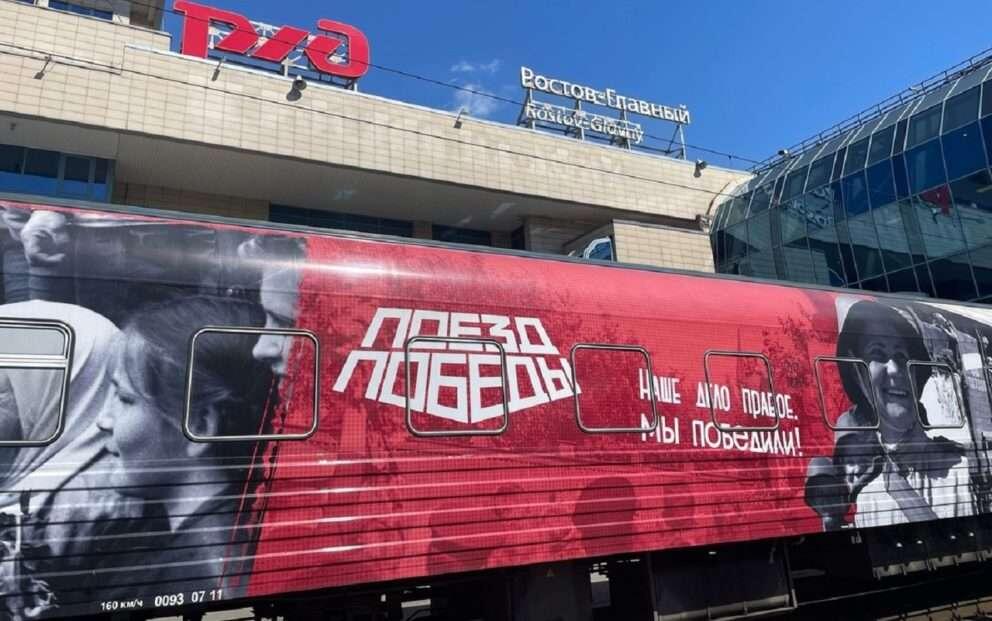 РЖД
Ростов-Главный
Rostov-Glavny
ПОЕЗД
ПОБЕДЫ
НАШЕ ДЕЛО ПРАВОЕ.
МЫ ПОБЕДИЛИ!
160 км/ч 0093 07 11